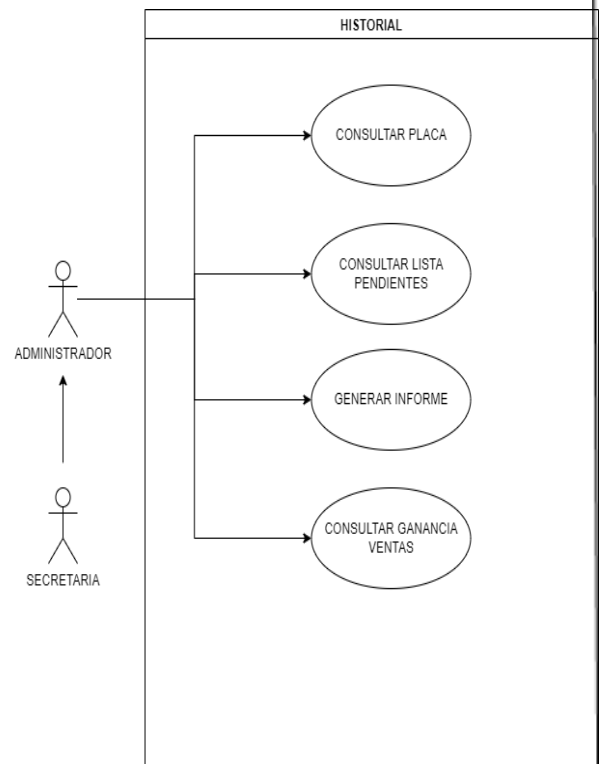 HISTORIAL
CONSULTAR PLACA
CONSULTAR LISTA
PENDIENTES
ADMINISTRADOR
GENERAR INFORME
CONSULTAR GANANCIA
VENTAS
SECRETARIA